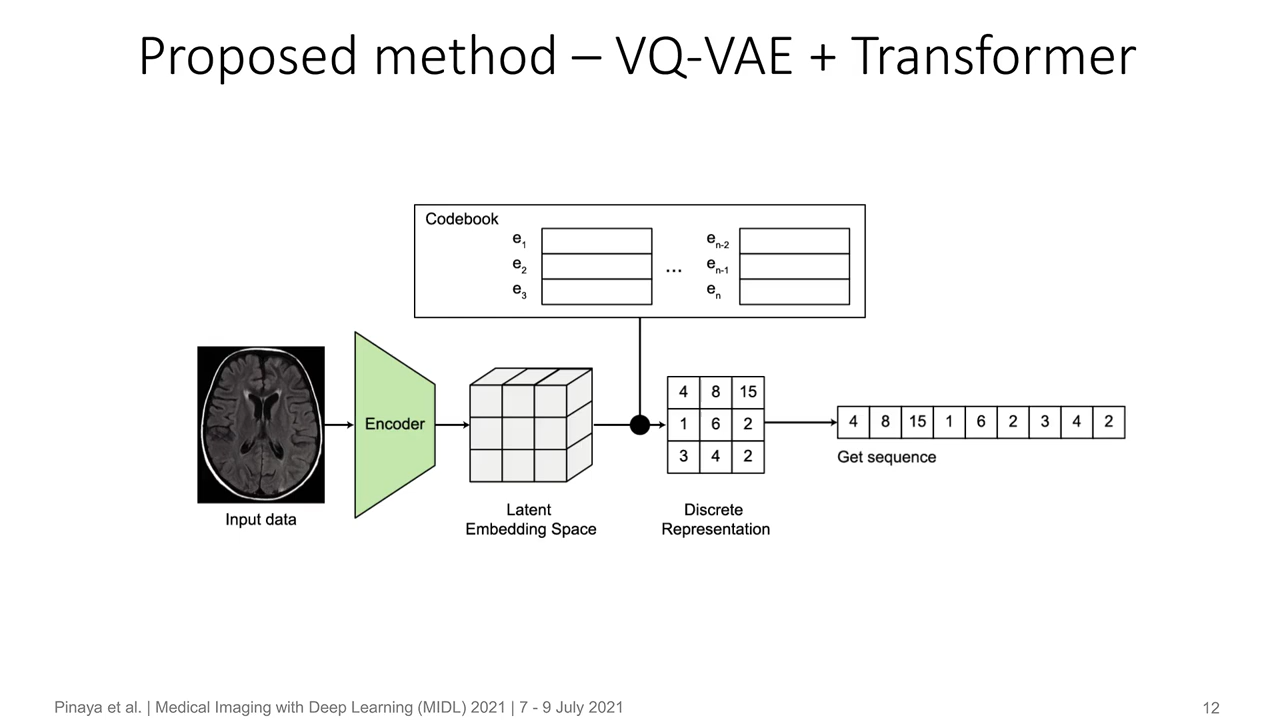 Proposed method – VQ-VAE + Transformer
Codebook
e1
e2
e3
...
en-2
en-1
en
Input data
Encoder
Latent
Embedding Space
4 8 15
1 6 2
3 4 2
Discrete
Representation
4 8 15 1 6 2 3 4 2
Get sequence
Pinaya et al. | Medical Imaging with Deep Learning (MIDL) 2021 | 7 - 9 July 2021
12